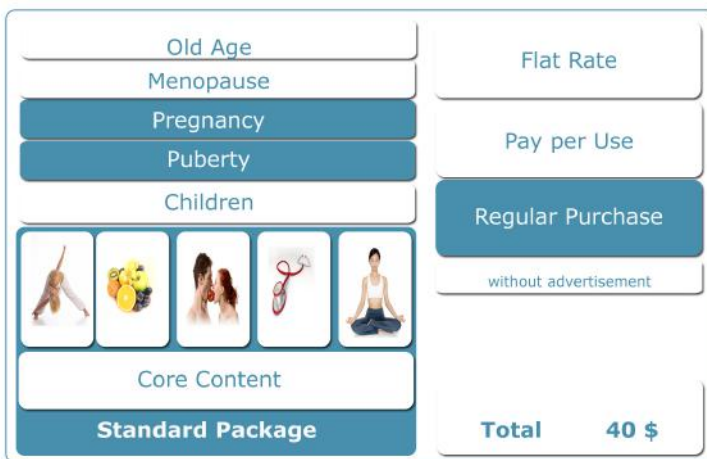 Old Age
Menopause
Pregnancy
Puberty
Children
Core Content
Standard Package
Flat Rate
Pay per Use
Regular Purchase
without advertisement
Total 40 $